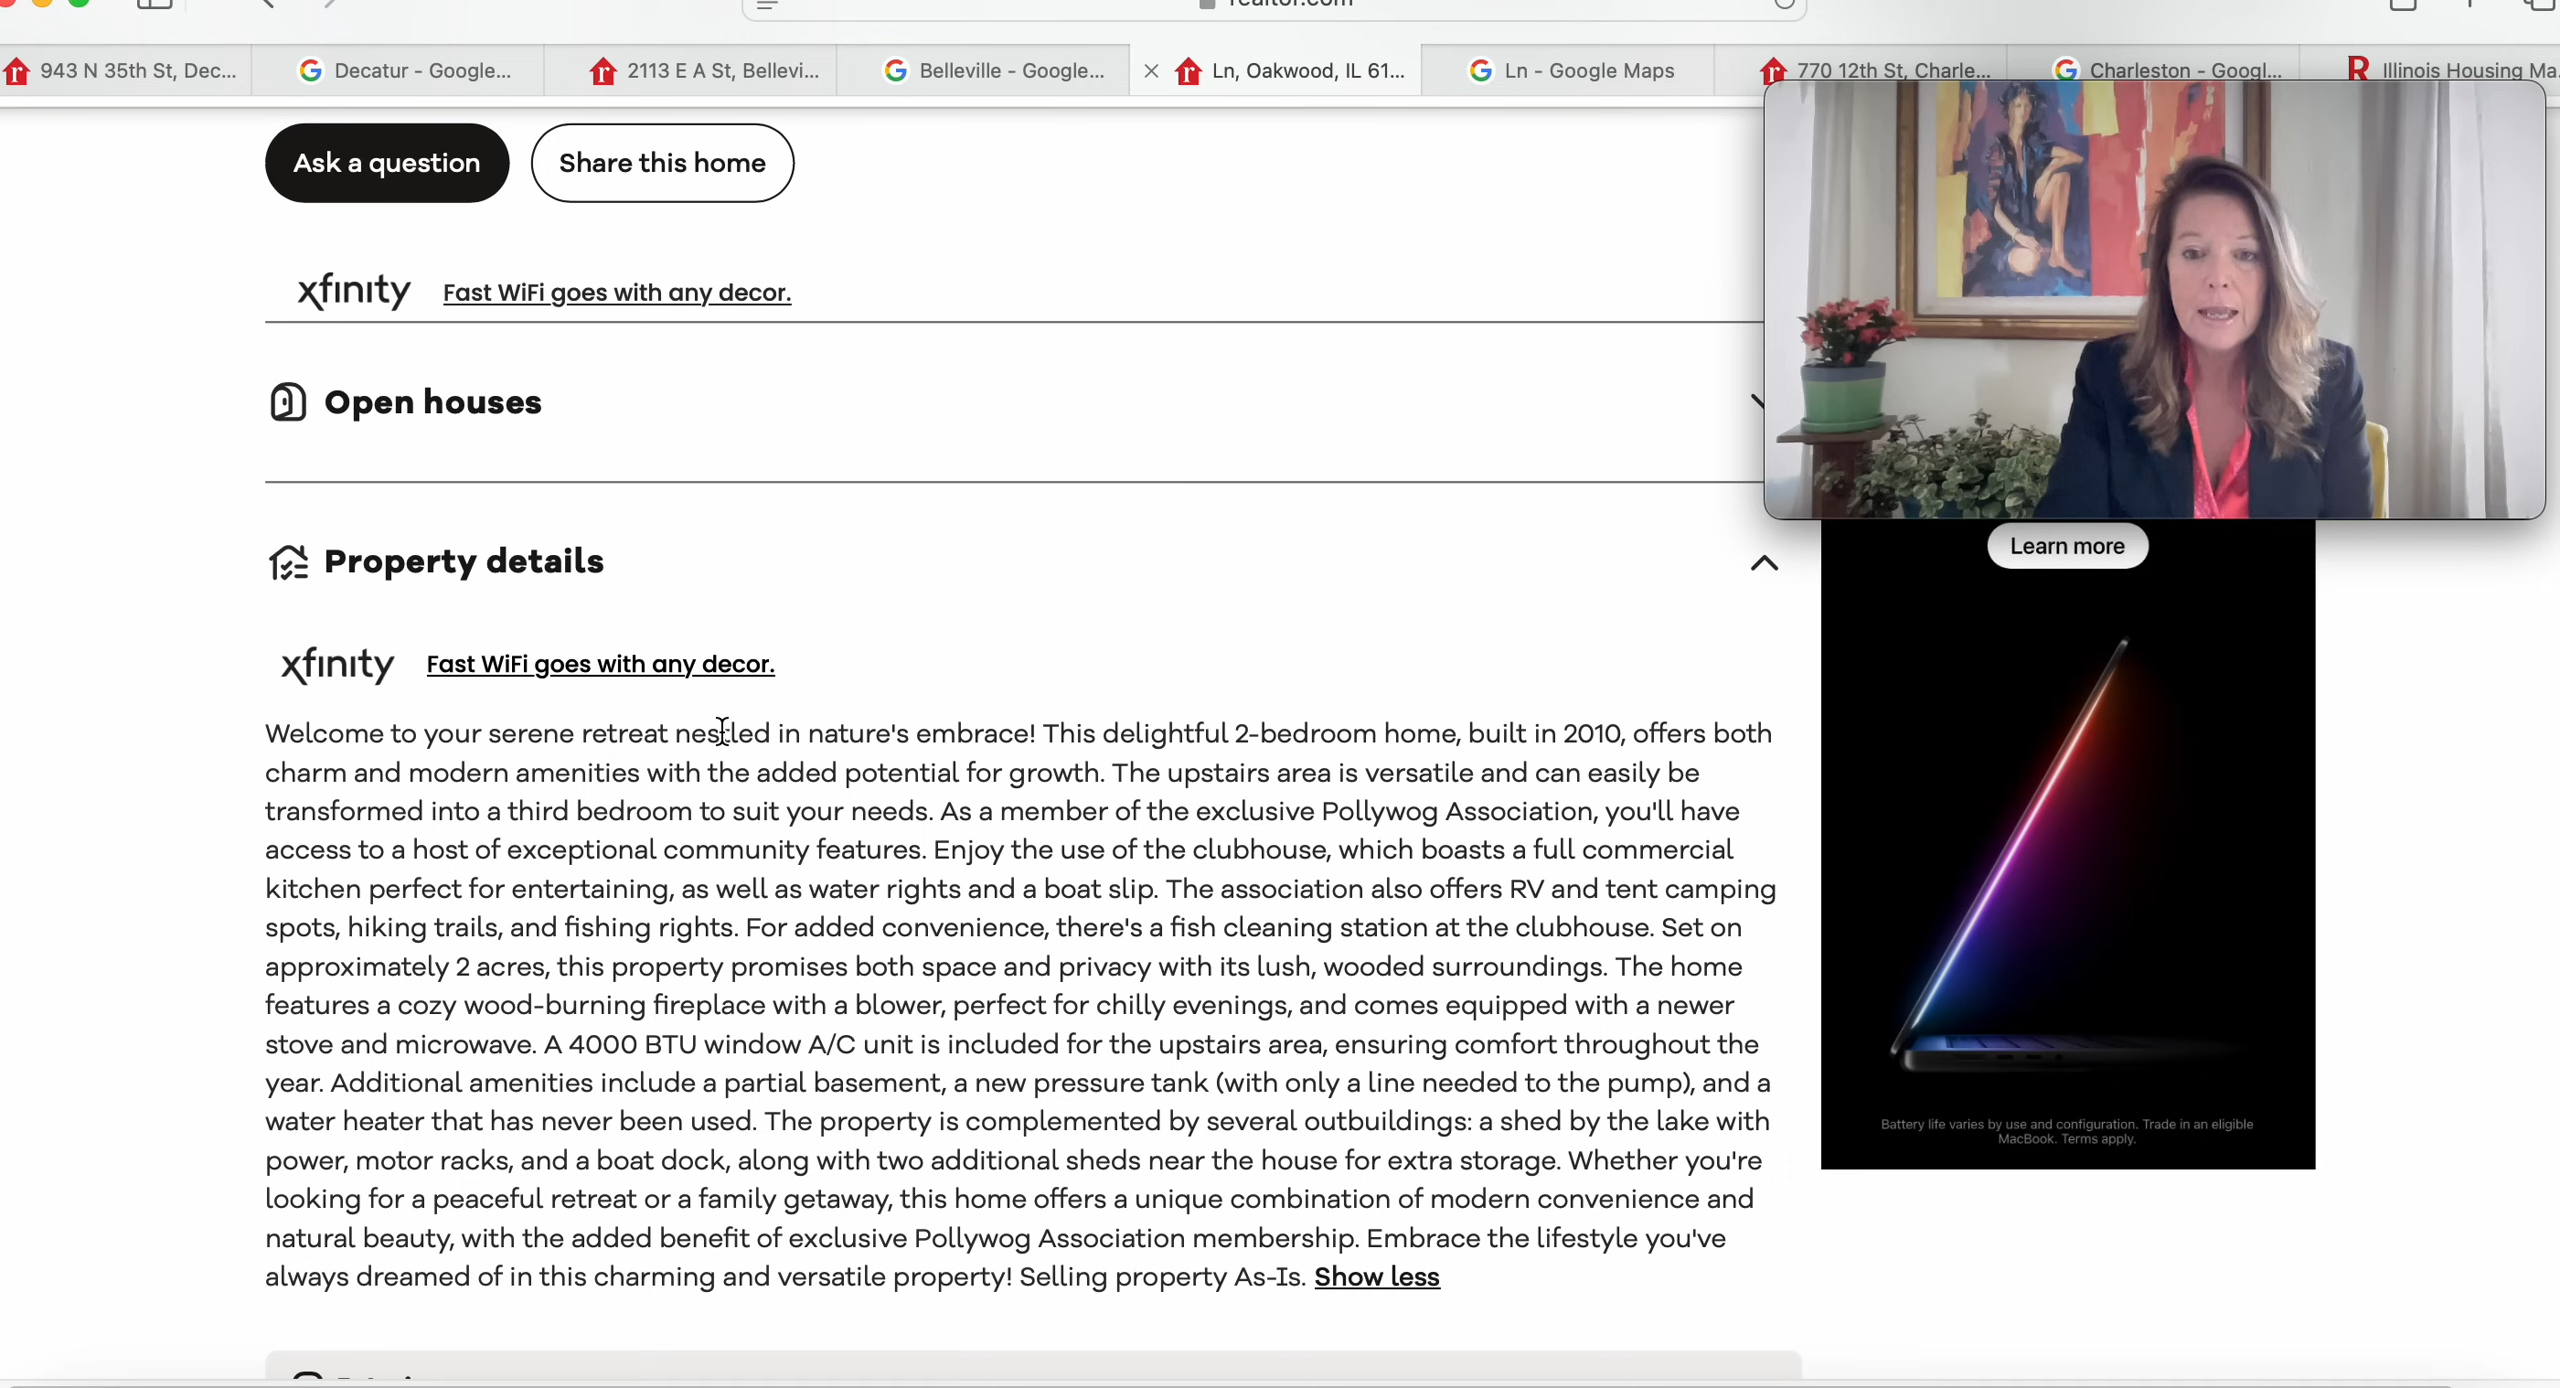 realtor.com
943 N 35th St, Dec...
Decatur - Google...
2113 E A St, Bellevi...
Belleville - Google...
Ln, Oakwood, IL 61...
Ln - Google Maps
770 12th St, Charle...
Charleston - Googl...
Illinois Housing Ma
Ask a question
Share this home
xfinity Fast WiFi goes with any decor.
Open houses
Property details
Learn more
xfinity Fast WiFi goes with any decor.
Welcome to your serene retreat nestled in nature's embrace! This delightful 2-bedroom home, built in 2010, offers both
charm and modern amenities with the added potential for growth. The upstairs area is versatile and can easily be
transformed into a third bedroom to suit your needs. As a member of the exclusive Pollywog Association, you'll have
access to a host of exceptional community features. Enjoy the use of the clubhouse, which boasts a full commercial
kitchen perfect for entertaining, as well as water rights and a boat slip. The association also offers RV and tent camping
spots, hiking trails, and fishing rights. For added convenience, there's a fish cleaning station at the clubhouse. Set on
approximately 2 acres, this property promises both space and privacy with its lush, wooded surroundings. The home
features a cozy wood-burning fireplace with a blower, perfect for chilly evenings, and comes equipped with a newer
stove and microwave. A 4000 BTU window A/C unit is included for the upstairs area, ensuring comfort throughout the
year. Additional amenities include a partial basement, a new pressure tank (with only a line needed to the pump), and a
water heater that has never been used. The property is complemented by several outbuildings: a shed by the lake with
power, motor racks, and a boat dock, along with two additional sheds near the house for extra storage. Whether you're
looking for a peaceful retreat or a family getaway, this home offers a unique combination of modern convenience and
natural beauty, with the added benefit of exclusive Pollywog Association membership. Embrace the lifestyle you've
always dreamed of in this charming and versatile property! Selling property As-Is. Show less
Battery life varies by use and configuration. Trade in an eligible
MacBook. Terms apply.